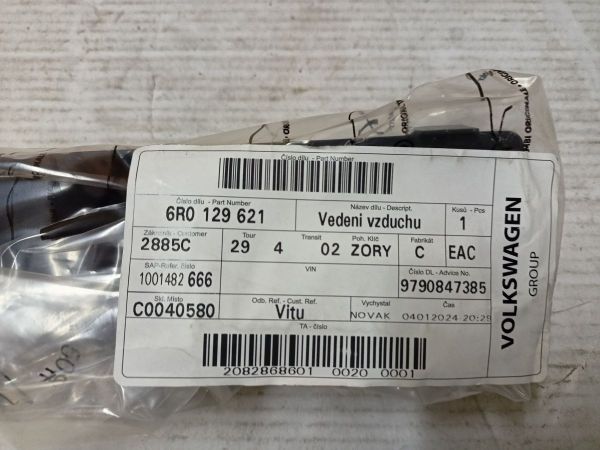 Číslo dílu - Part Number
Číslo dílu - Part Number Název dílu - Descript. Kusů - Pcs
6R0 129 621 Vedeni vzduchu 1
Zákazník - Customer Tour Transit Poh. Klíč Fabrikát
2885C 29 4 02 ZORY C EAC
SAP-Refer. číslo VIN Číslo DL - Advice No.
1001482 666 9790847385
Skl. Místo Odb. Ref. - Cust. Ref. Vychystal Čas
C0040580 Vitu NOVAK 04012024 20:29
TA - číslo
2082868601 0020 0001
VOLKSWAGEN
GROUP